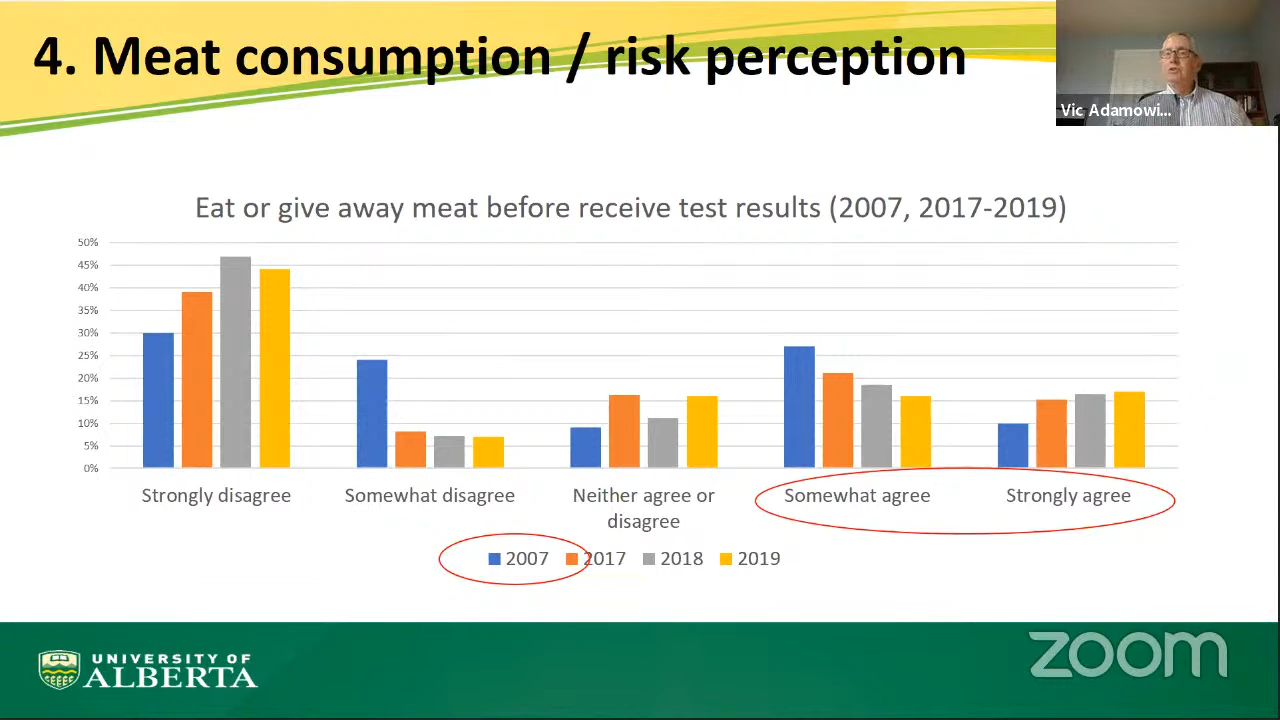 4. Meat consumption / risk perception
Vic Adamowi...
Eat or give away meat before receive test results (2007, 2017-2019)
50%
45%
40%
35%
30%
25%
20%
15%
10%
5%
0%
Strongly disagree
Somewhat disagree
Neither agree or
disagree
Somewhat agree
Strongly agree
2007 2017 2018 2019
UNIVERSITY OF
ALBERTA
zoom